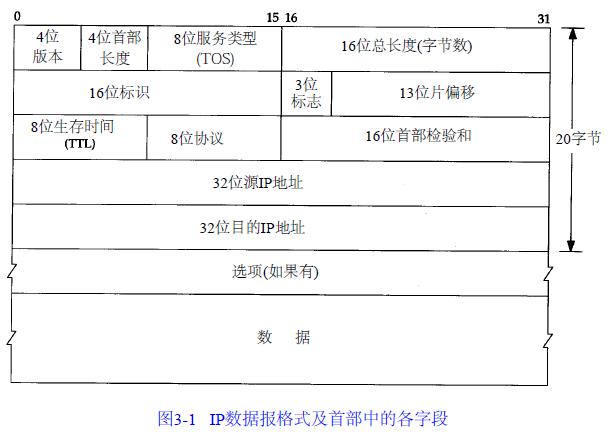 0 15 16 31
4位
版本
4位首部
长度
8位服务类型
(TOS)
16位总长度(字节数)
16位标识
3位
标志
13位片偏移
8位生存时间
(TTL)
8位协议
16位首部检验和
20字节
32位源IP地址
32位目的IP地址
选项(如果有)
数 据
图3-1 IP数据报格式及首部中的各字段